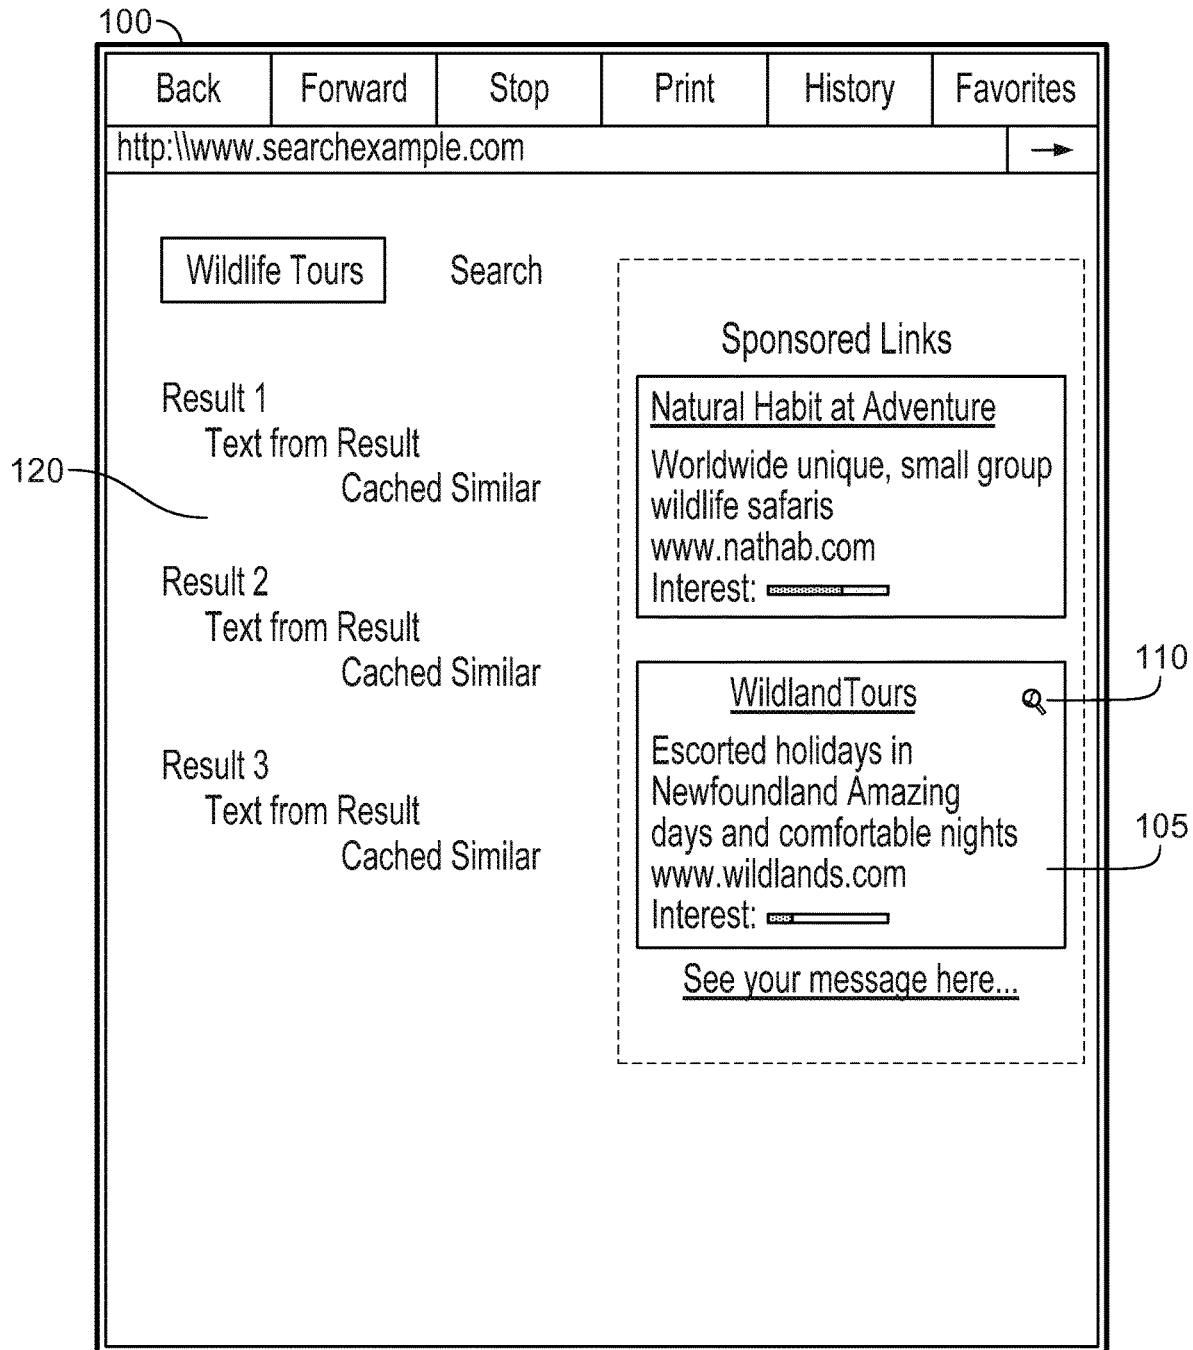 100
Back Forward Stop Print History Favorites
http:\\www.searchexample.com
Wildlife Tours Search
Result 1
Text from Result
Cached Similar
120
Result 2
Text from Result
Cached Similar
Result 3
Text from Result
Cached Similar
Sponsored Links
Natural Habit at Adventure
Worldwide unique, small group
wildlife safaris
www.nathab.com
Interest:
WildlandTours
110
Escorted holidays in
Newfoundland Amazing
days and comfortable nights
105
www.wildlands.com
Interest:
See your message here...